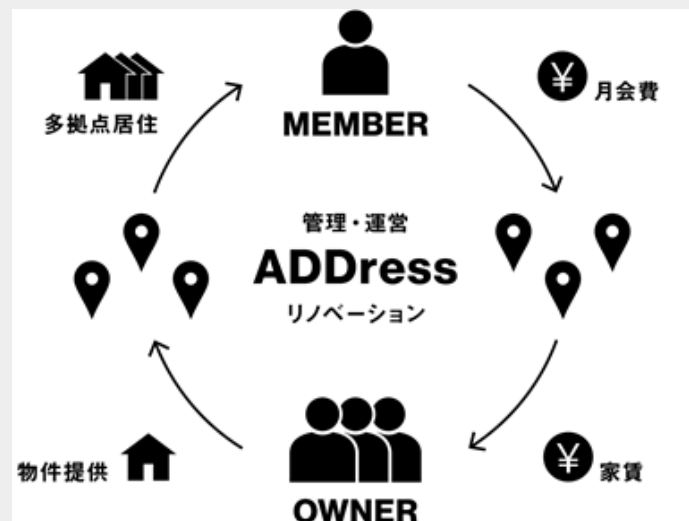 MEMBER
多拠点居住
¥
月会費
管理・運営
ADDress
リノベーション
物件提供
¥
家賃
OWNER